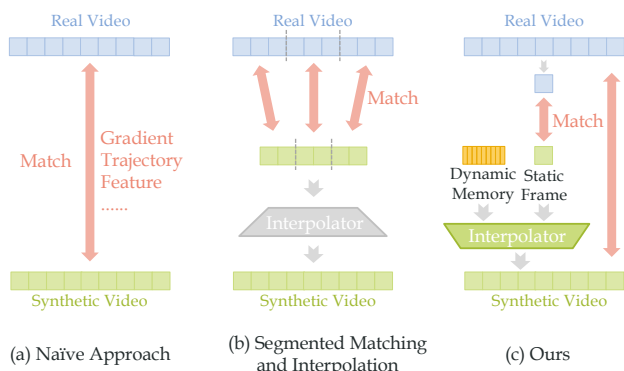 Real Video
Match
Gradient
Trajectory
Feature
......
Synthetic Video
(a) Naïve Approach
Real Video
Match
Interpolator
Synthetic Video
(b) Segmented Matching
and Interpolation
Real Video
Match
Dynamic
Memory
Static
Frame
Interpolator
Synthetic Video
(c) Ours